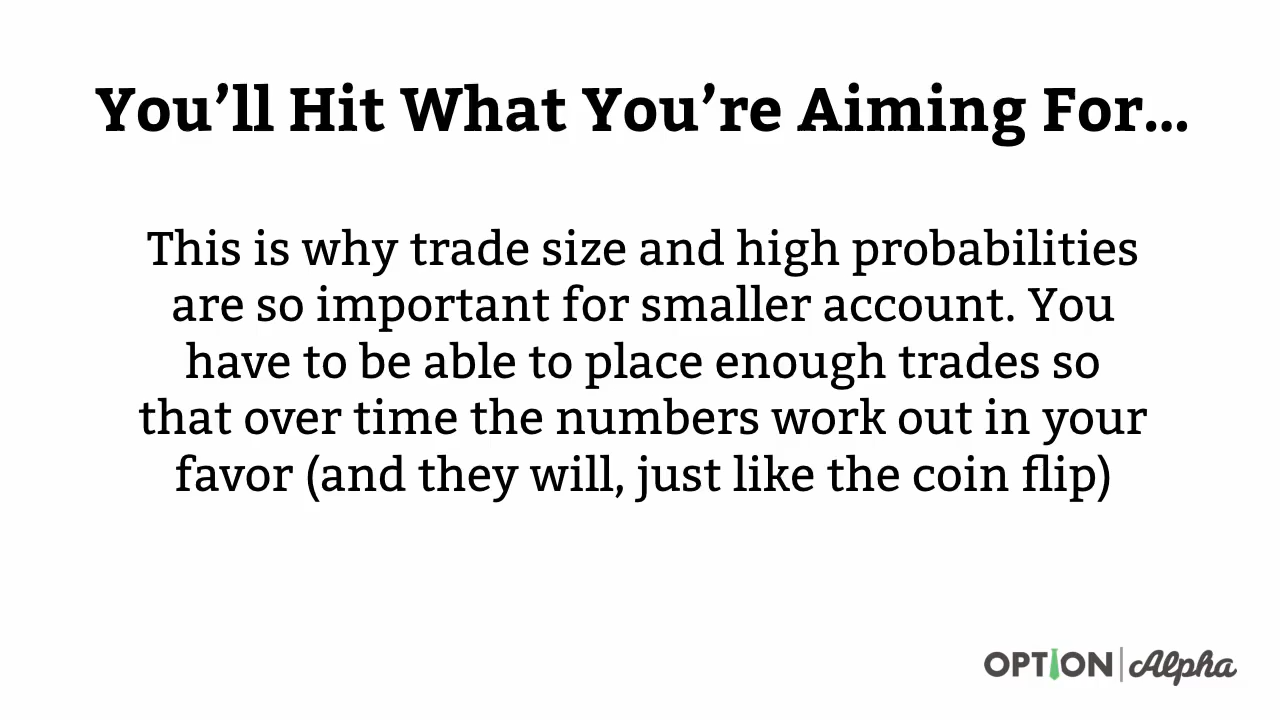 You’ll Hit What You’re Aiming For...
This is why trade size and high probabilities
are so important for smaller account. You
have to be able to place enough trades so
that over time the numbers work out in your
favor (and they will, just like the coin flip)
OPTION | Alpha